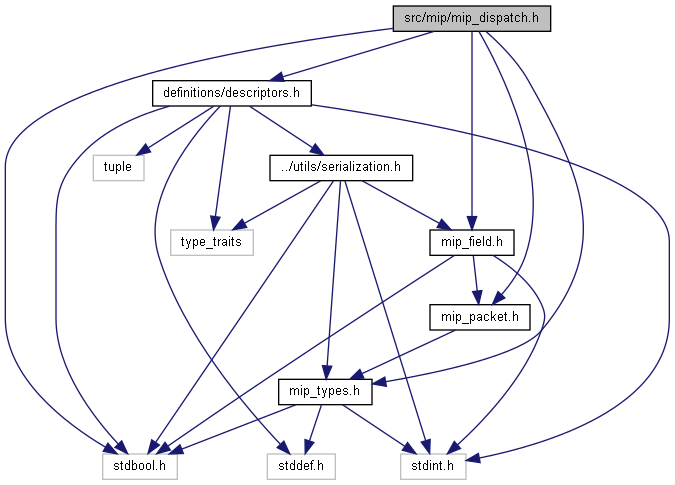 src/mip/mip_dispatch.h
definitions/descriptors.h
tuple
../utils/serialization.h
type_traits
mip_field.h
mip_packet.h
mip_types.h
stdbool.h
stddef.h
stdint.h